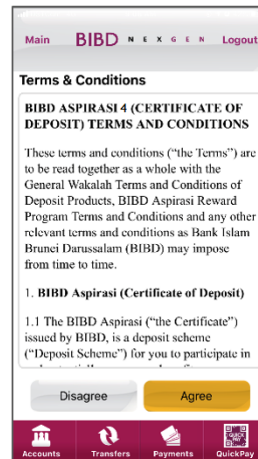 Main BIBD NEXGEN Logout
Terms & Conditions
BIBD ASPIRASI 4 (CERTIFICATE OF
DEPOSIT) TERMS AND CONDITIONS
These terms and conditions (“the Terms”) are
to be read together as a whole with the
General Wakalah Terms and Conditions of
Deposit Products, BIBD Aspirasi Reward
Program Terms and Conditions and any other
relevant terms and conditions as Bank Islam
Brunei Darussalam (BIBD) may impose
from time to time.
1. BIBD Aspirasi (Certificate of Deposit)
1.1 The BIBD Aspirasi (“the Certificate”)
issued by BIBD, is a deposit scheme
(“Deposit Scheme”) for you to participate in
Disagree Agree
QUICK PAY
Accounts Transfers Payments QuickPay